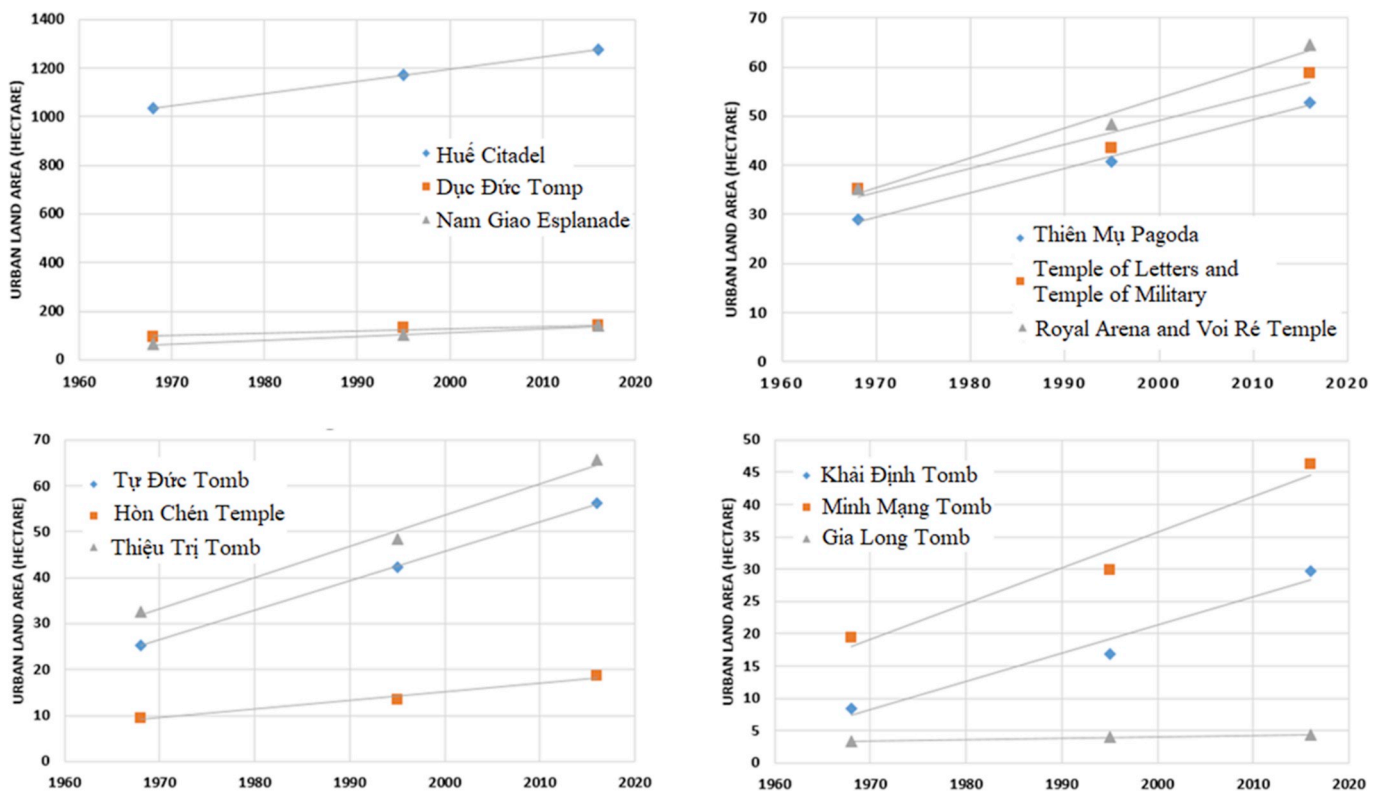 1400
1200
1000
800
600
400
200
0
URBAN LAND AREA (HECTARE)
Huế Citadel
Dục Đức Tomp
Nam Giao Esplanade
1960 1970 1980 1990 2000 2010 2020
70
60
50
40
30
20
10
0
URBAN LAND AREA (HECTARE)
Thiên Mụ Pagoda
Temple of Letters and
Temple of Military
Royal Arena and Voi Ré Temple
1960 1970 1980 1990 2000 2010 2020
70
60
50
40
30
20
10
0
URBAN LAND AREA (HECTARE)
Tự Đức Tomb
Hòn Chén Temple
Thiệu Trị Tomb
1960 1970 1980 1990 2000 2010 2020
50
45
40
35
30
25
20
15
10
5
0
URBAN LAND AREA (HECTARE)
Khải Định Tomb
Minh Mạng Tomb
Gia Long Tomb
1960 1970 1980 1990 2000 2010 2020